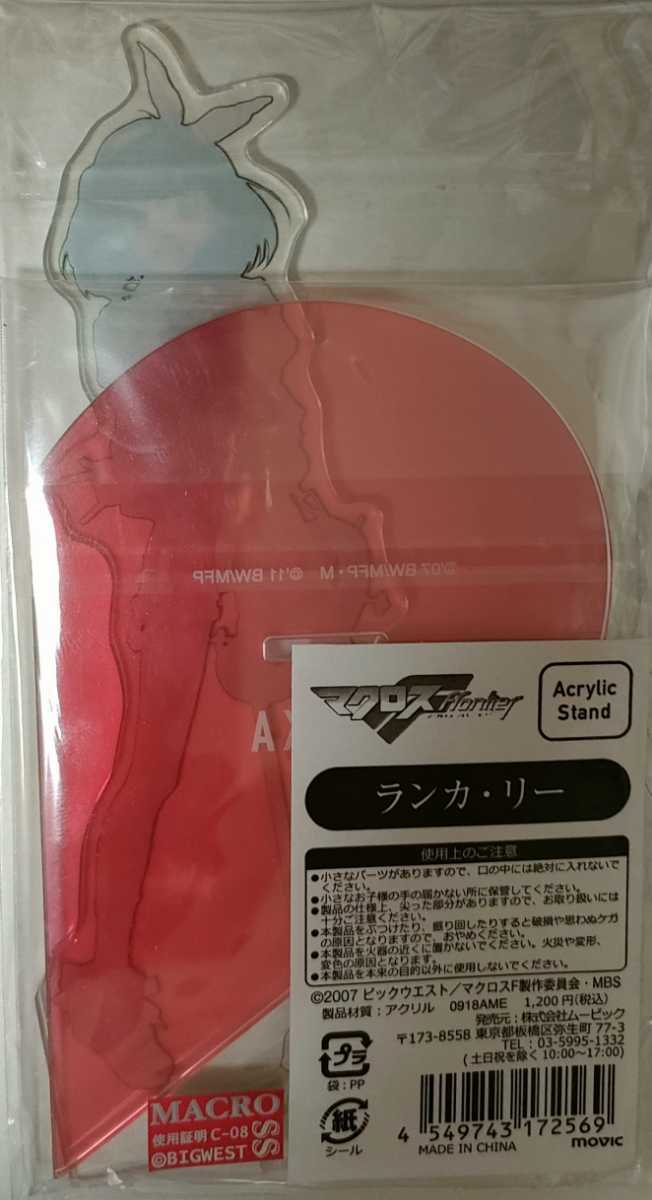 ©'07 BW/MFP・M ©'11 BW/MFP
AX
マクロス Frontier
Acrylic
Stand
ランカ・リー
使用上のご注意
●小さなパーツがありますので、口の中には絶対に入れないで
ください。
●小さなお子様の手の届かない所に保管してください。
●製品の仕様上、尖った部分がありますので、お取り扱いには
十分ご注意ください。
●本製品をぶつけたり、振り回したりすると破損や思わぬケガ
の原因となりますので、おやめください。
●本製品を火器の近くに置かないでください。火災や変形、
変色の原因となります。
●本製品を本来の目的以外に使用しないでください。
©2007 ビックウエスト／マクロスF製作委員会・MBS
製品材質：アクリル 0918AME 1,200円(税込)
発売元：株式会社ムービック
〒173-8558 東京都板橋区弥生町 77-3
TEL：03-5995-1332
(土日祝を除く 10:00～17:00)
プラ
袋：PP
紙
シール
4 549743 172569
MADE IN CHINA
movic
MACROSS
使用証明 C-08
©BIGWEST